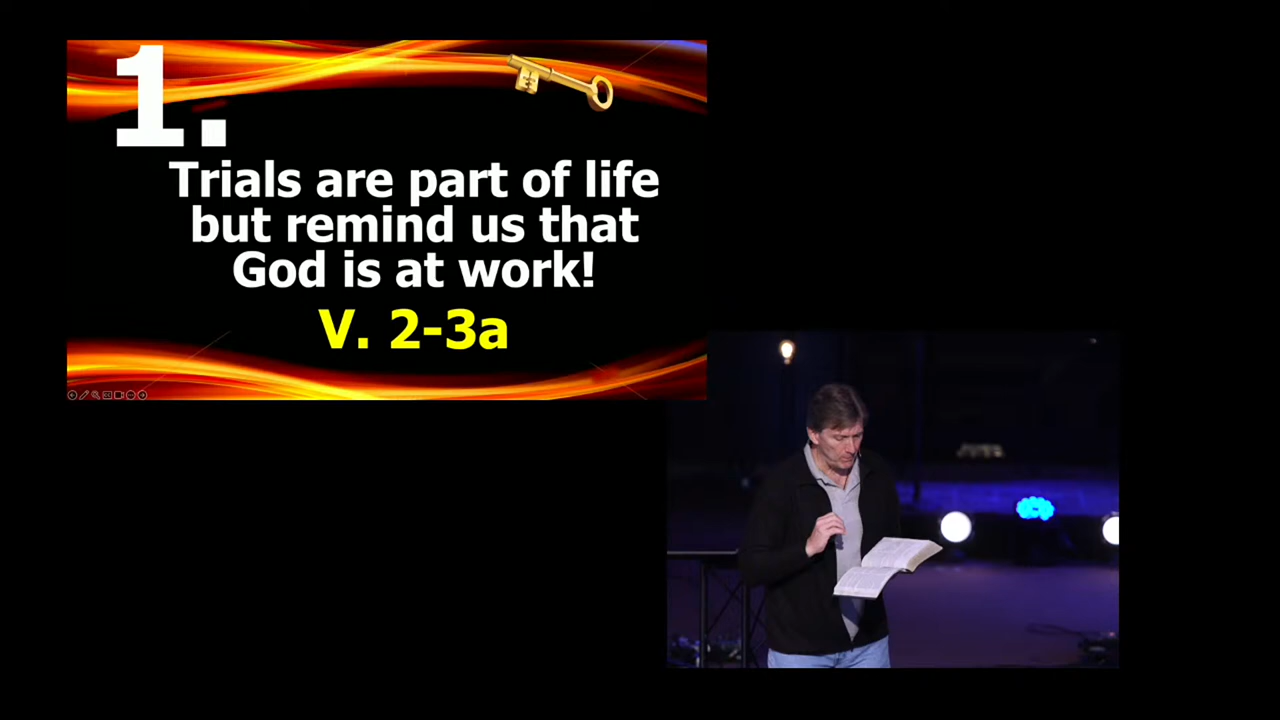 1.
Trials are part of life
but remind us that
God is at work!
V. 2-3a